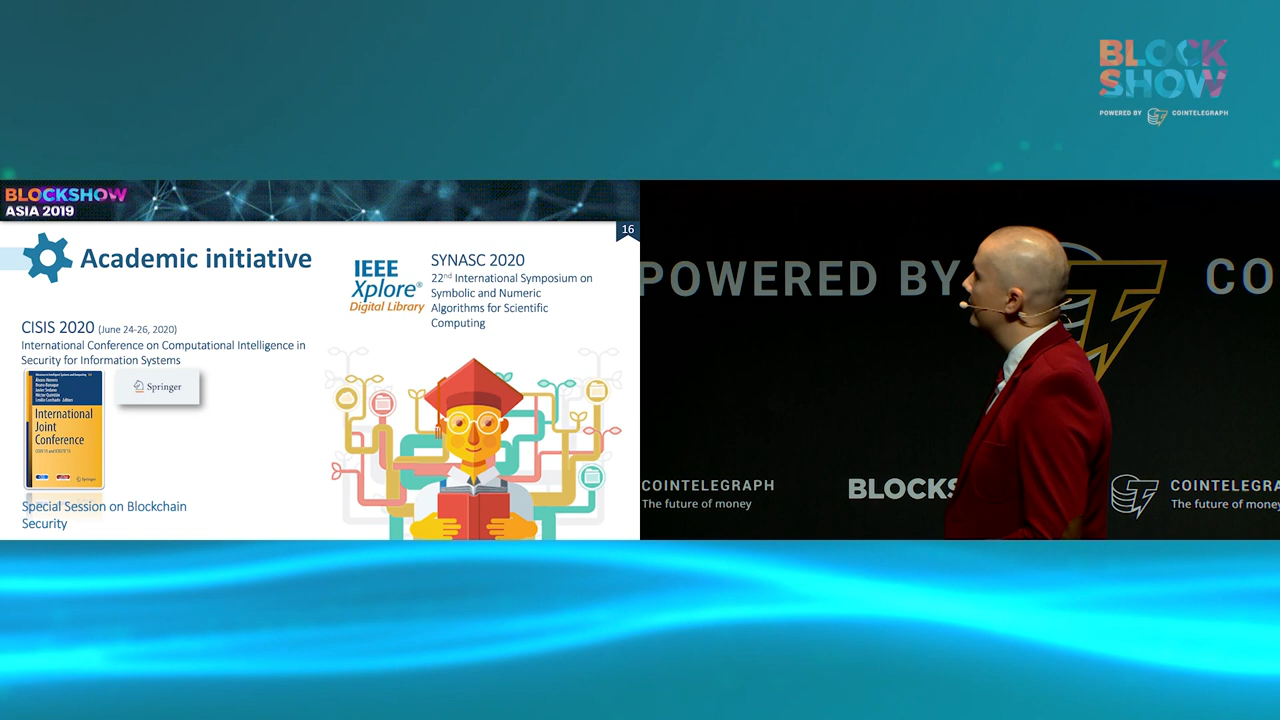 BLOCK
SHOW
POWERED BY COINTELEGRAPH
BLOCKSHOW
ASIA 2019
16
Academic initiative
IEEE
Xplore®
Digital Library
SYNASC 2020
22nd International Symposium on
Symbolic and Numeric
Algorithms for Scientific
Computing
CISIS 2020 (June 24-26, 2020)
International Conference on Computational Intelligence in
Security for Information Systems
International
Joint
Conference
Springer
Special Session on Blockchain
Security
POWERED BY
CO
COINTELEGRAPH
The future of money
BLOCKS
COINTELEGRA
The future of money